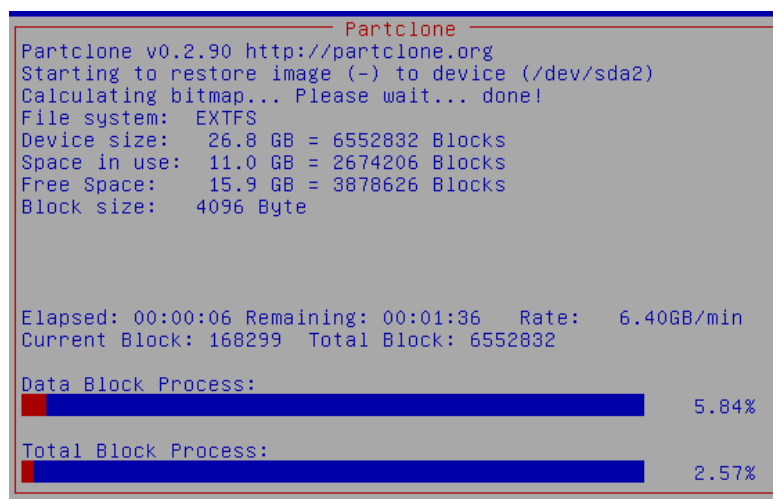 Partclone
Partclone v0.2.90 http://partclone.org
Starting to restore image (-) to device (/dev/sda2)
Calculating bitmap... Please wait... done!
File system:  EXTFS
Device size:   26.8 GB = 6552832 Blocks
Space in use:  11.0 GB = 2674206 Blocks
Free Space:    15.9 GB = 3878626 Blocks
Block size:   4096 Byte
Elapsed: 00:00:06 Remaining: 00:01:36   Rate:   6.40GB/min
Current Block: 168299  Total Block: 6552832
Data Block Process:
5.84%
Total Block Process:
2.57%